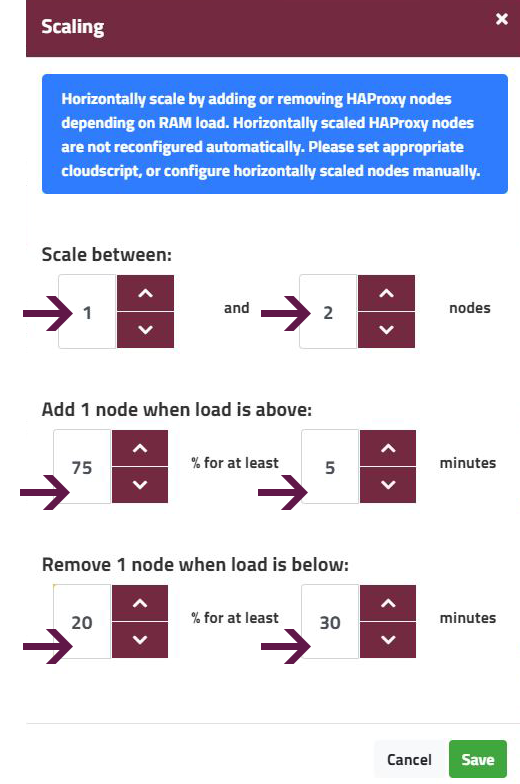 Scaling ×
Horizontally scale by adding or removing HAProxy nodes
depending on RAM load. Horizontally scaled HAProxy nodes
are not reconfigured automatically. Please set appropriate
cloudscript, or configure horizontally scaled nodes manually.
Scale between:
1 and 2 nodes
Add 1 node when load is above:
75 % for at least 5 minutes
Remove 1 node when load is below:
20 % for at least 30 minutes
Cancel Save